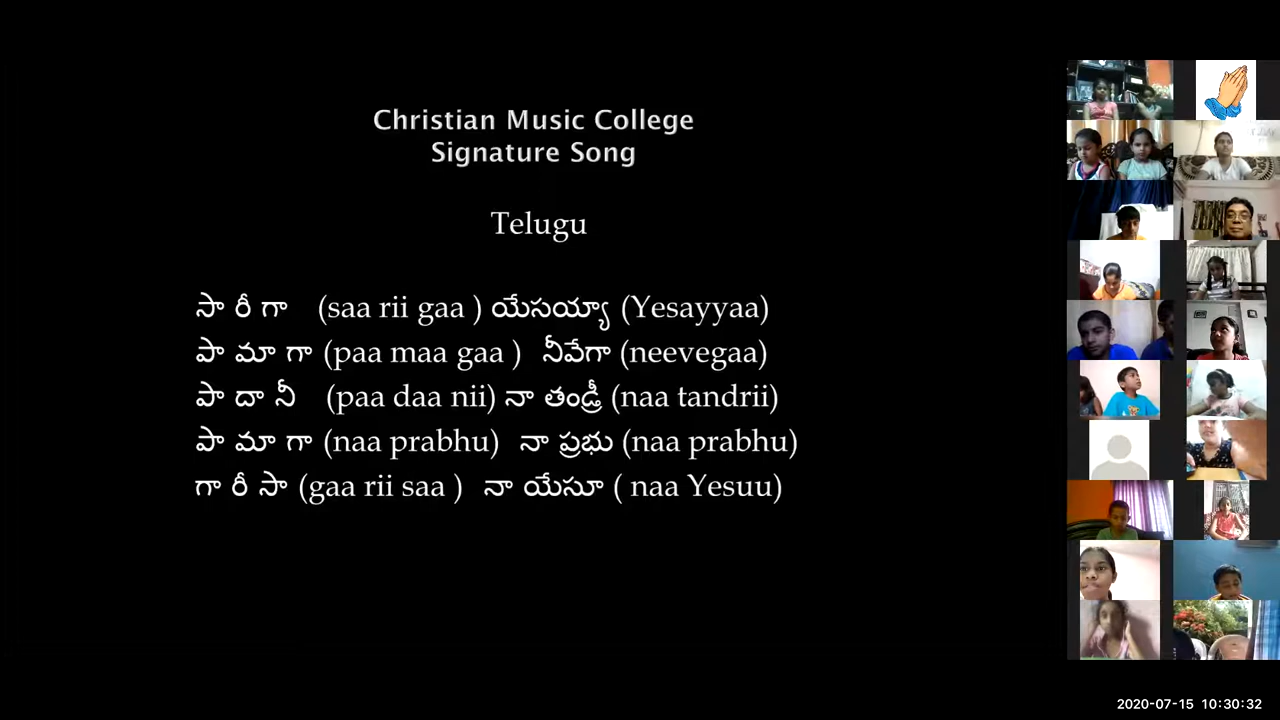 Christian Music College
Signature Song
Telugu
సా రీ గా (saa rii gaa ) యేసయ్యా (Yesayyaa)
పా మా గా (paa maa gaa ) నీవేగా (neevegaa)
పా దా నీ (paa daa nii) నా తండ్రీ (naa tandrii)
పా మా గా (naa prabhu) నా ప్రభు (naa prabhu)
గా రీ సా (gaa rii saa ) నా యేసూ ( naa Yesuu)
2020-07-15 10:30:32